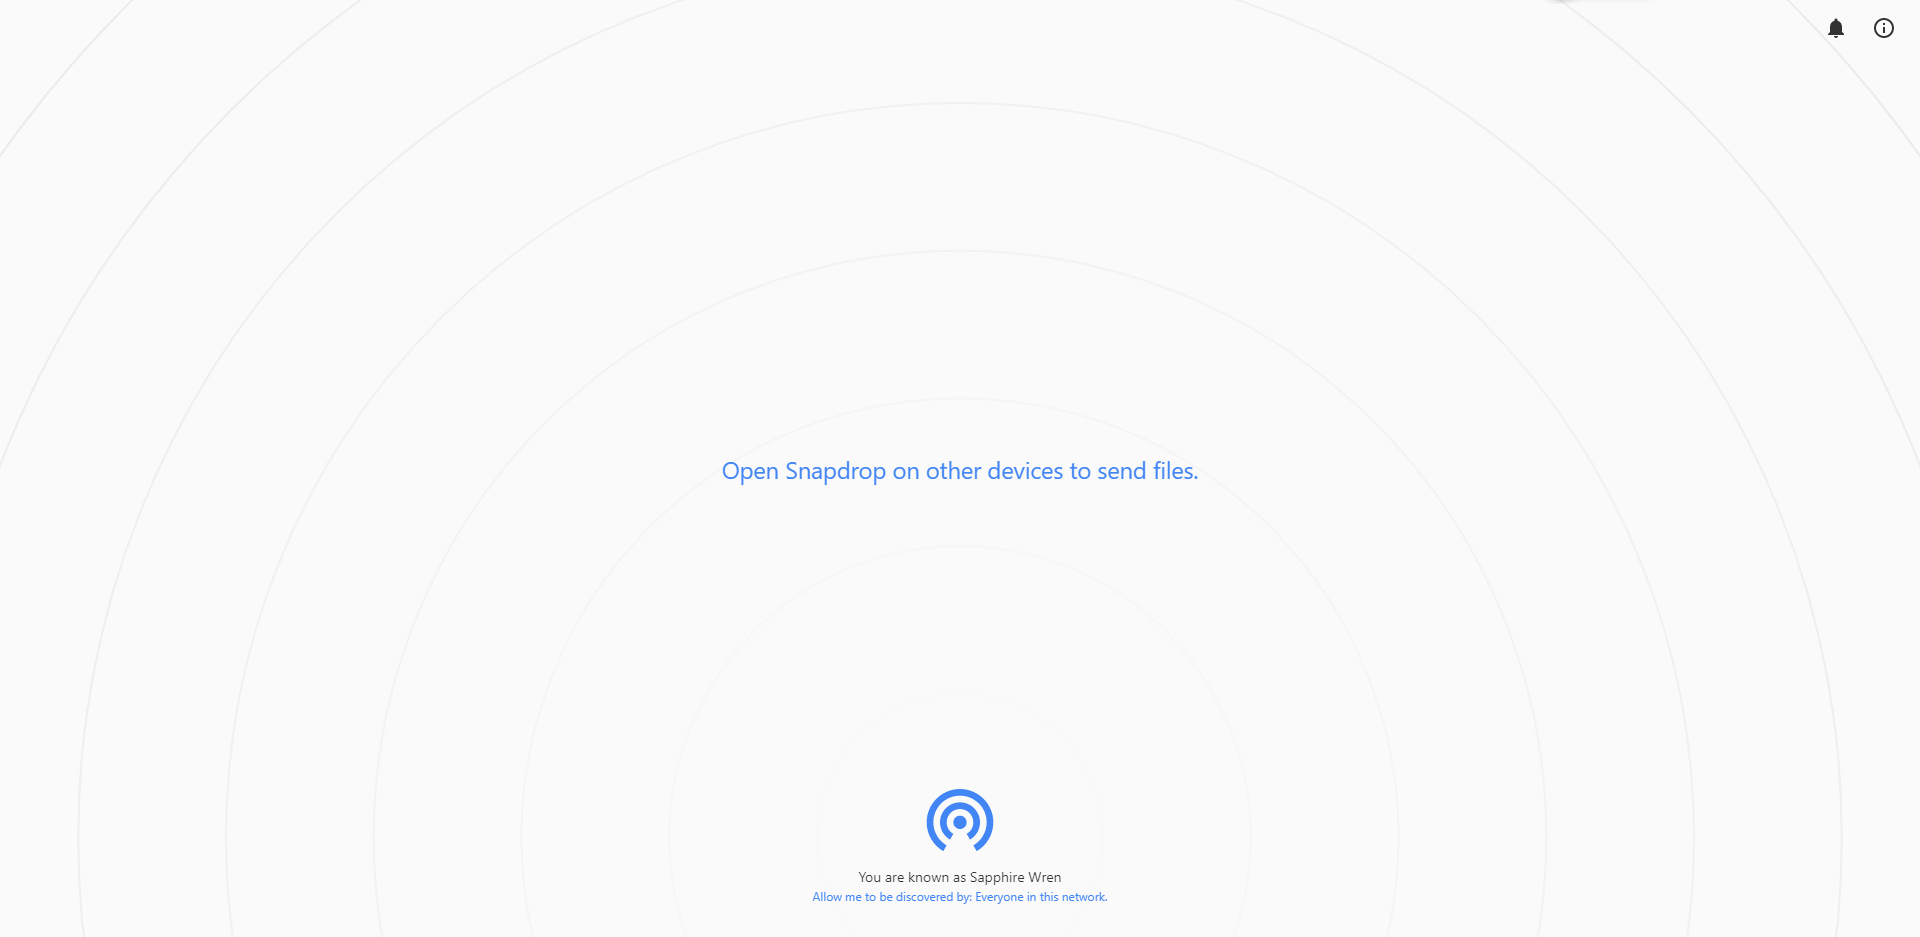 Open Snapdrop on other devices to send files.
You are known as Sapphire Wren
Allow me to be discovered by: Everyone in this network.